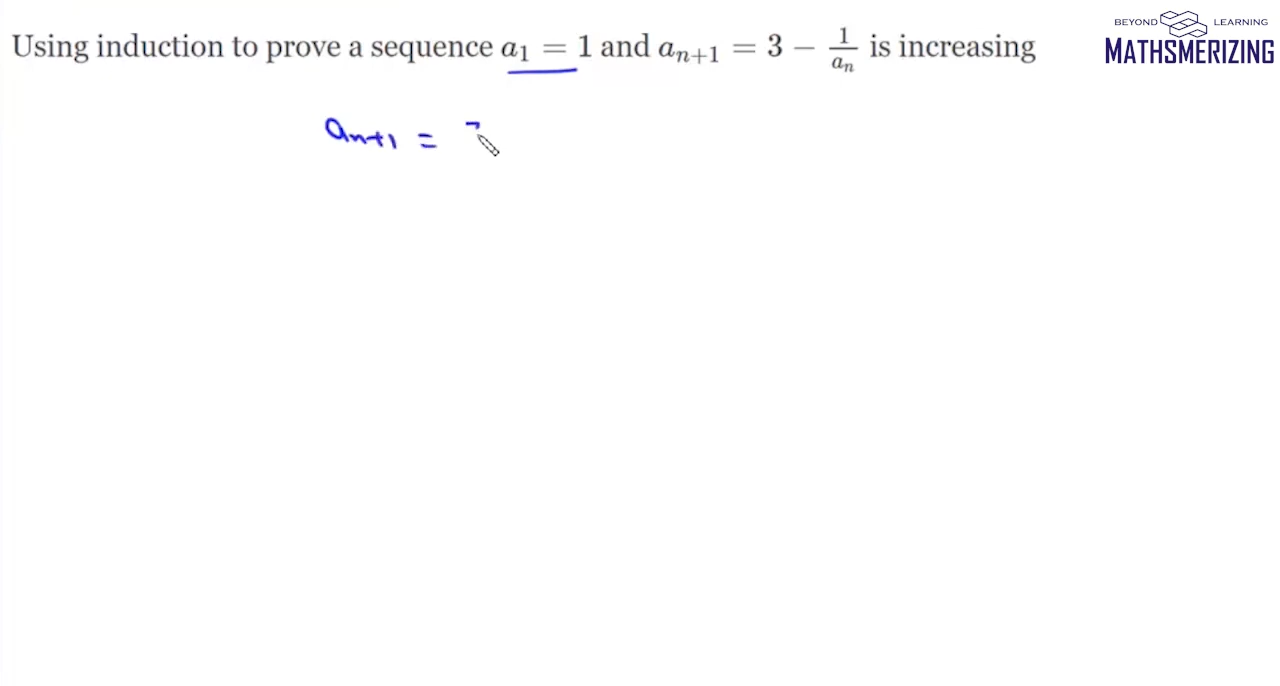 BEYOND LEARNING
MATHSMERIZING
Using induction to prove a sequence a₁ = 1 and aₙ₊₁ = 3 − 1/aₙ is increasing
aₙ₊₁ =